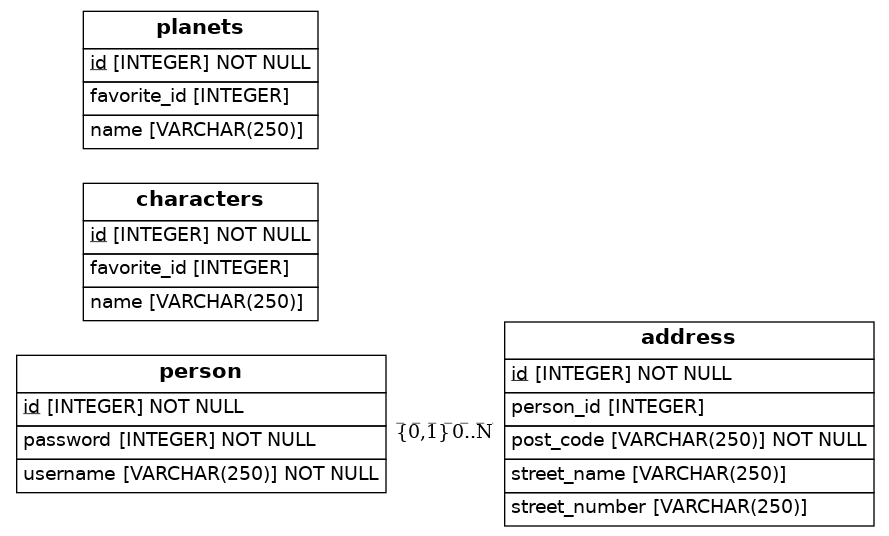 planets
id [INTEGER] NOT NULL
favorite_id [INTEGER]
name [VARCHAR(250)]
characters
id [INTEGER] NOT NULL
favorite_id [INTEGER]
name [VARCHAR(250)]
person
id [INTEGER] NOT NULL
password [INTEGER] NOT NULL
username [VARCHAR(250)] NOT NULL
{0,1}0..N
address
id [INTEGER] NOT NULL
person_id [INTEGER]
post_code [VARCHAR(250)] NOT NULL
street_name [VARCHAR(250)]
street_number [VARCHAR(250)]